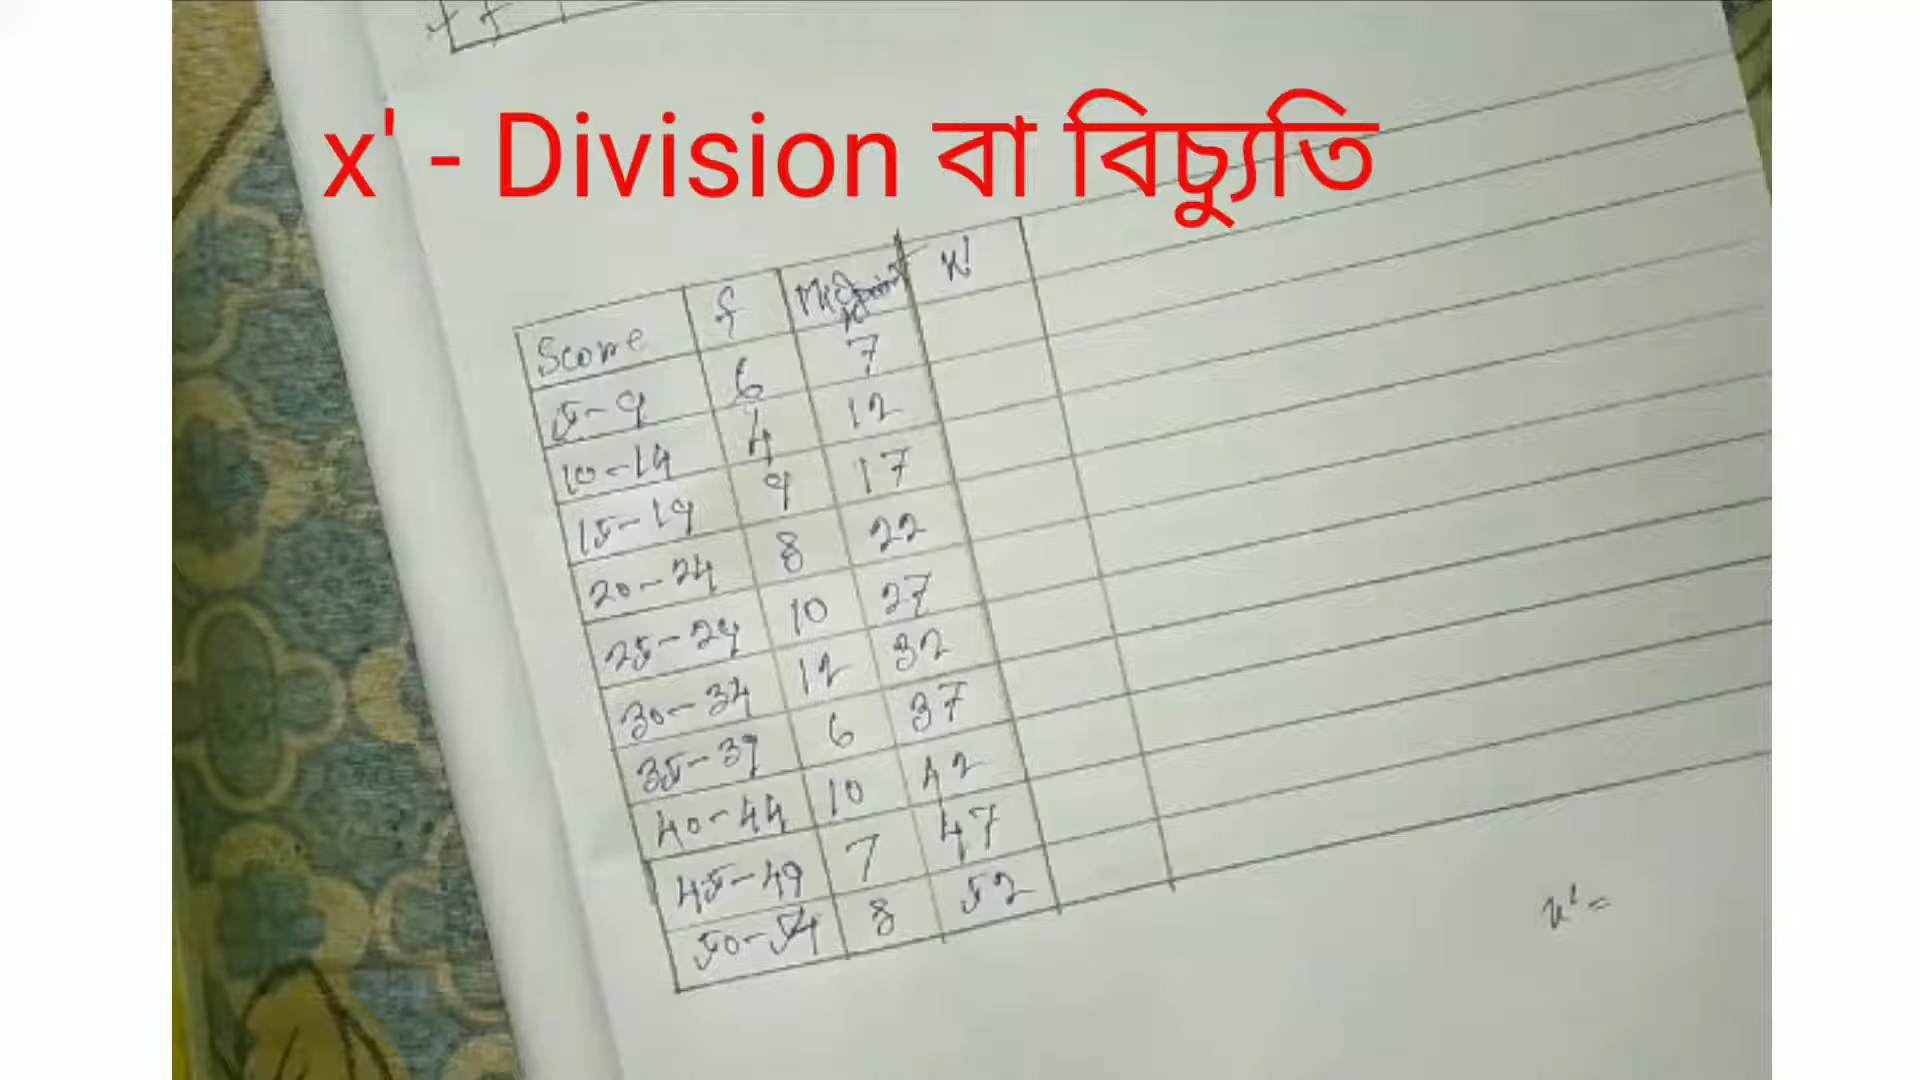 x' - Division বা বিচ্যুতি
Score f Midpoint x'
5-9 6 7
10-14 4 12
15-19 9 17
20-24 8 22
25-29 10 27
30-34 12 32
35-39 6 37
40-44 10 42
45-49 7 47
50-54 8 52
x' =